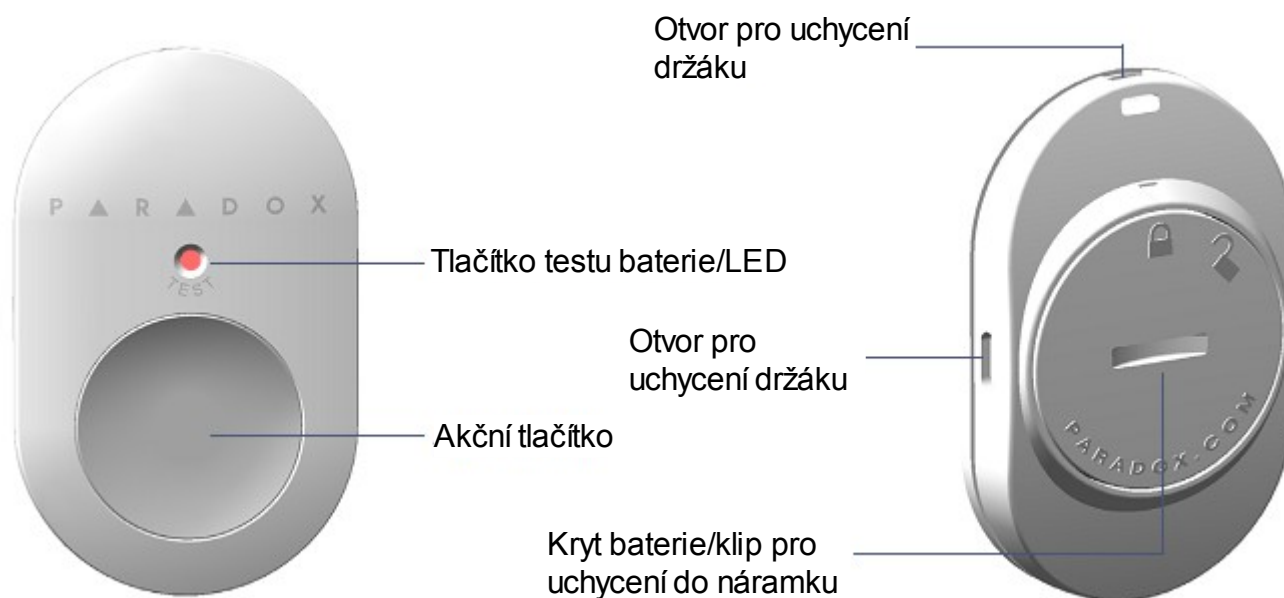 Otvor pro uchycení
držáku
PARADOX
Tlačítko testu baterie/LED
TEST
Otvor pro
uchycení držáku
Akční tlačítko
PARADOX.COM
Kryt baterie/klip pro
uchycení do náramku